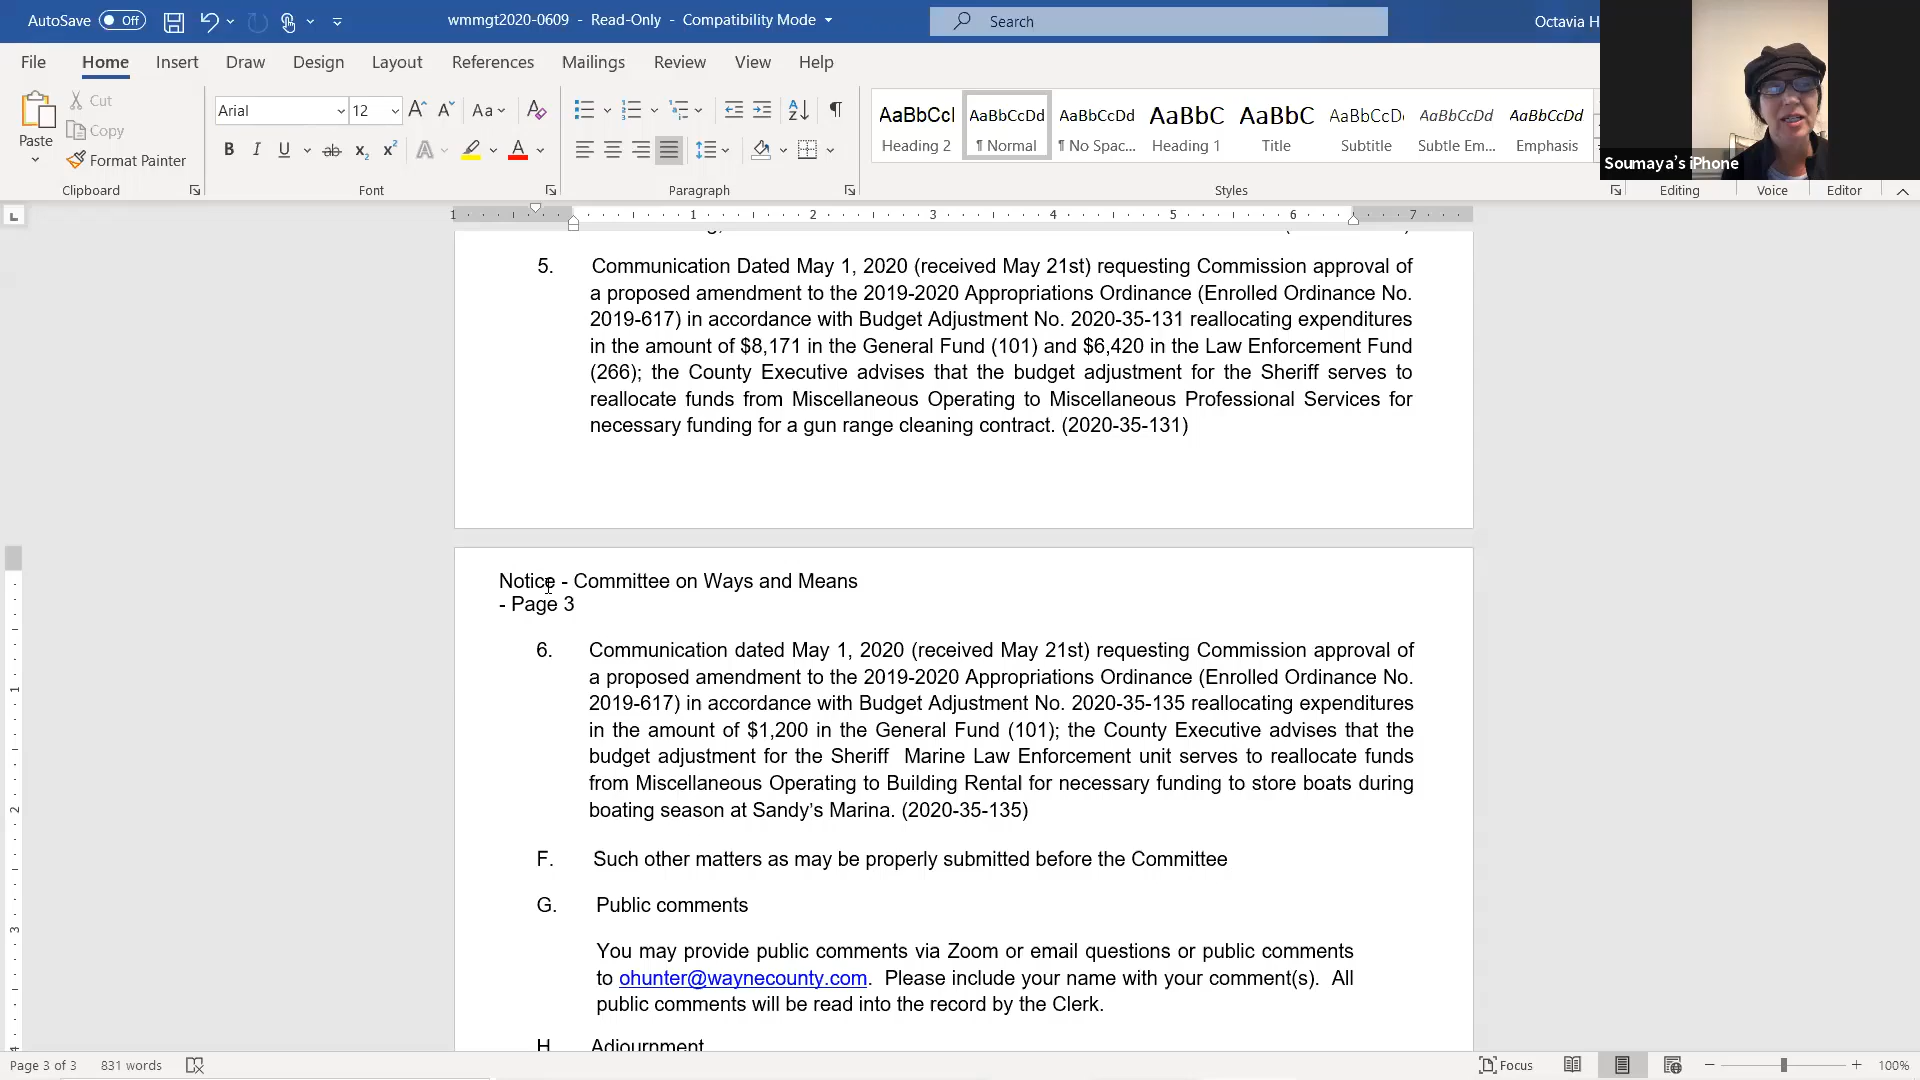 AutoSave Off wmmgt2020-0609 - Read-Only - Compatibility Mode Search Octavia H
File Home Insert Draw Design Layout References Mailings Review View Help
Paste Cut Copy Format Painter
Arial 12 Aa
B I U ab x₂ x² A A
AaBbCcI AaBbCcDd AaBbCcDd AaBbC AaBbC AaBbCcD AaBbCcDd AaBbCcDd
Heading 2 ¶ Normal ¶ No Spac... Heading 1 Title Subtitle Subtle Em... Emphasis
Soumaya's iPhone
Clipboard Font Paragraph Styles Editing Voice Editor
1 1 2 3 4 5 6 7
5. Communication Dated May 1, 2020 (received May 21st) requesting Commission approval of
a proposed amendment to the 2019-2020 Appropriations Ordinance (Enrolled Ordinance No.
2019-617) in accordance with Budget Adjustment No. 2020-35-131 reallocating expenditures
in the amount of $8,171 in the General Fund (101) and $6,420 in the Law Enforcement Fund
(266); the County Executive advises that the budget adjustment for the Sheriff serves to
reallocate funds from Miscellaneous Operating to Miscellaneous Professional Services for
necessary funding for a gun range cleaning contract. (2020-35-131)
Notice - Committee on Ways and Means
- Page 3
6. Communication dated May 1, 2020 (received May 21st) requesting Commission approval of
a proposed amendment to the 2019-2020 Appropriations Ordinance (Enrolled Ordinance No.
2019-617) in accordance with Budget Adjustment No. 2020-35-135 reallocating expenditures
in the amount of $1,200 in the General Fund (101); the County Executive advises that the
budget adjustment for the Sheriff Marine Law Enforcement unit serves to reallocate funds
from Miscellaneous Operating to Building Rental for necessary funding to store boats during
boating season at Sandy's Marina. (2020-35-135)
F. Such other matters as may be properly submitted before the Committee
G. Public comments
You may provide public comments via Zoom or email questions or public comments
to ohunter@waynecounty.com. Please include your name with your comment(s). All
public comments will be read into the record by the Clerk.
H. Adjournment
Page 3 of 3 831 words Focus 100%